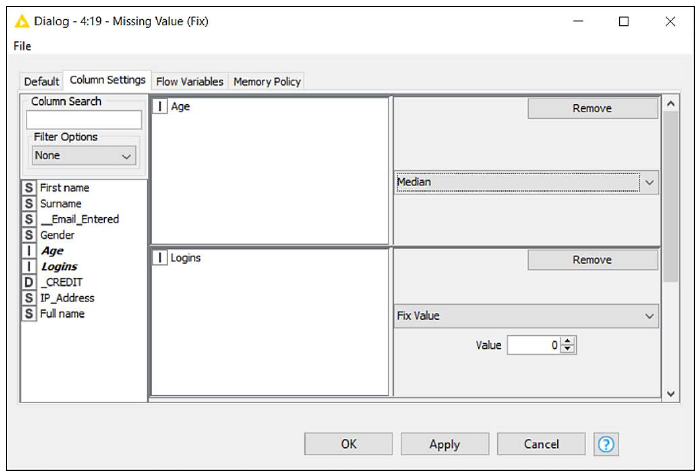 Dialog - 4:19 - Missing Value (Fix)
File
Default Column Settings Flow Variables Memory Policy
Column Search
Filter Options
None
S First name
S Surname
S __Email_Entered
S Gender
I Age
I Logins
D _CREDIT
S IP_Address
S Full name
I Age
Remove
Median
I Logins
Remove
Fix Value
Value 0
OK Apply Cancel ?